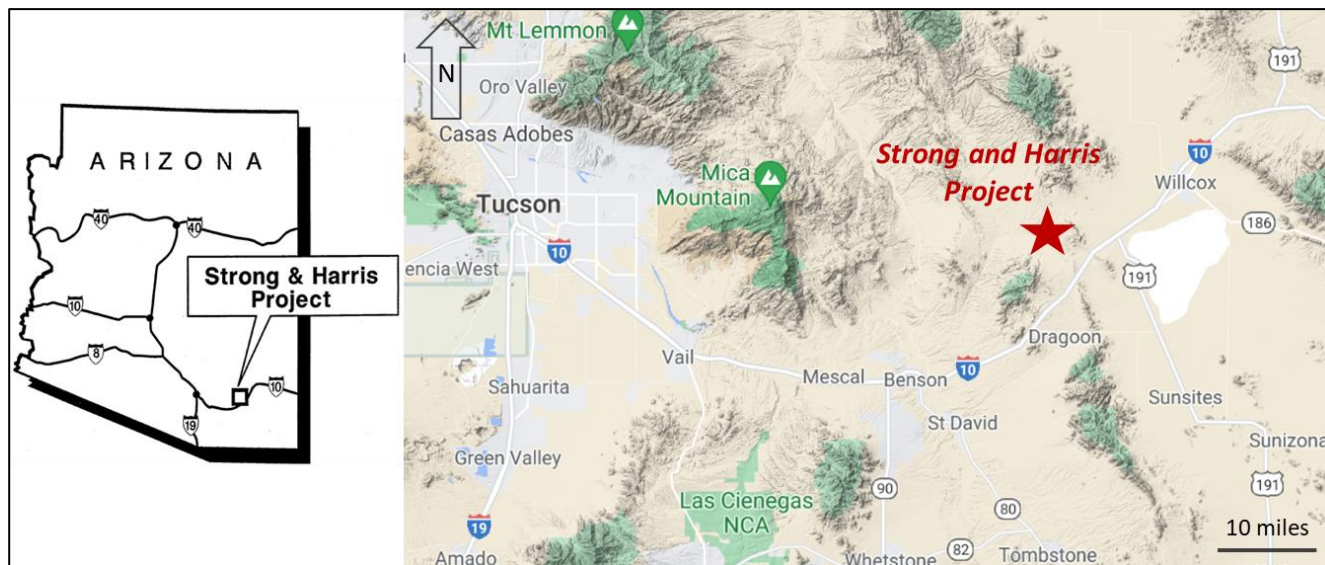 ARIZONA
40
40
Strong & Harris
Project
10
8
10
19
N
Mt Lemmon
Oro Valley
Casas Adobes
Tucson
10
encia West
Mica
Mountain
Strong and Harris
Project
191
10
Willcox
186
191
Dragoon
Vail
Mescal
Benson
10
Sahuarita
St David
Sunsites
Green Valley
Sunizona
Las Cienegas
NCA
90
80
80
191
19
Amado
Whetstone
82
Tombstone
10 miles